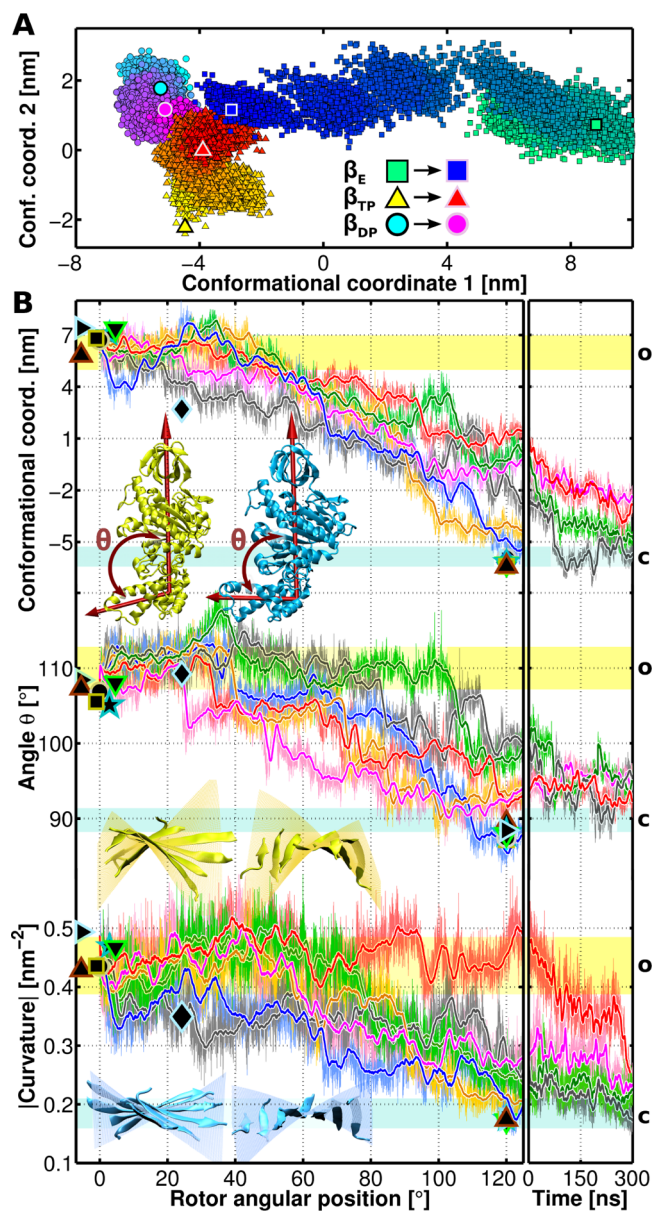 A
Conf. coord. 2 [nm]
2
0
−2
βE
βTP
βDP
−8 −4 0 4 8
Conformational coordinate 1 [nm]
B
Conformational coord. [nm]
7
4
1
−2
−5
o
c
θ θ
Angle θ [°]
110
100
90
o
c
|Curvature| [nm⁻²]
0.5
0.4
0.3
0.2
0.1
o
c
0 20 40 60 80 100 120 0 150 300
Rotor angular position [°] Time [ns]